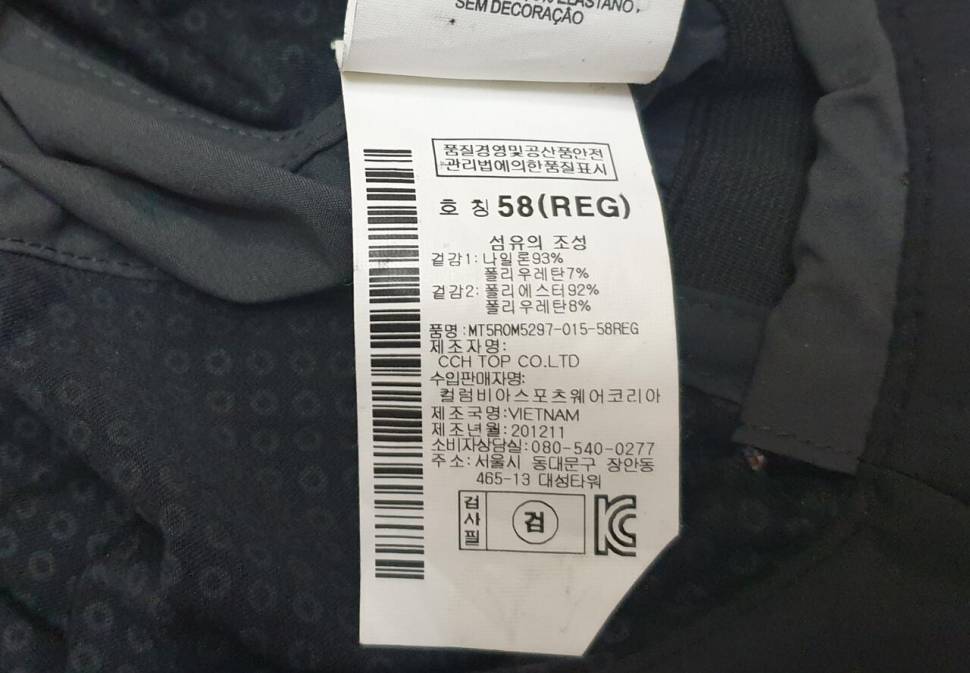 ELASTANO,
SEM DECORAÇÃO
품질경영및공산품안전
관리법에의한품질표시
호 칭 58(REG)
섬유의 조성
겉감1: 나일론93%
폴리우레탄7%
겉감2: 폴리에스터92%
폴리우레탄8%
품명:MT5ROM5297-015-58REG
제조자명:
CCH TOP CO.LTD
수입판매자명:
컬럼비아스포츠웨어코리아
제조국명:VIETNAM
제조년월:201211
소비자상담실:080-540-0277
주소:서울시 동대문구 장안동
465-13 대성타워
검사필
검